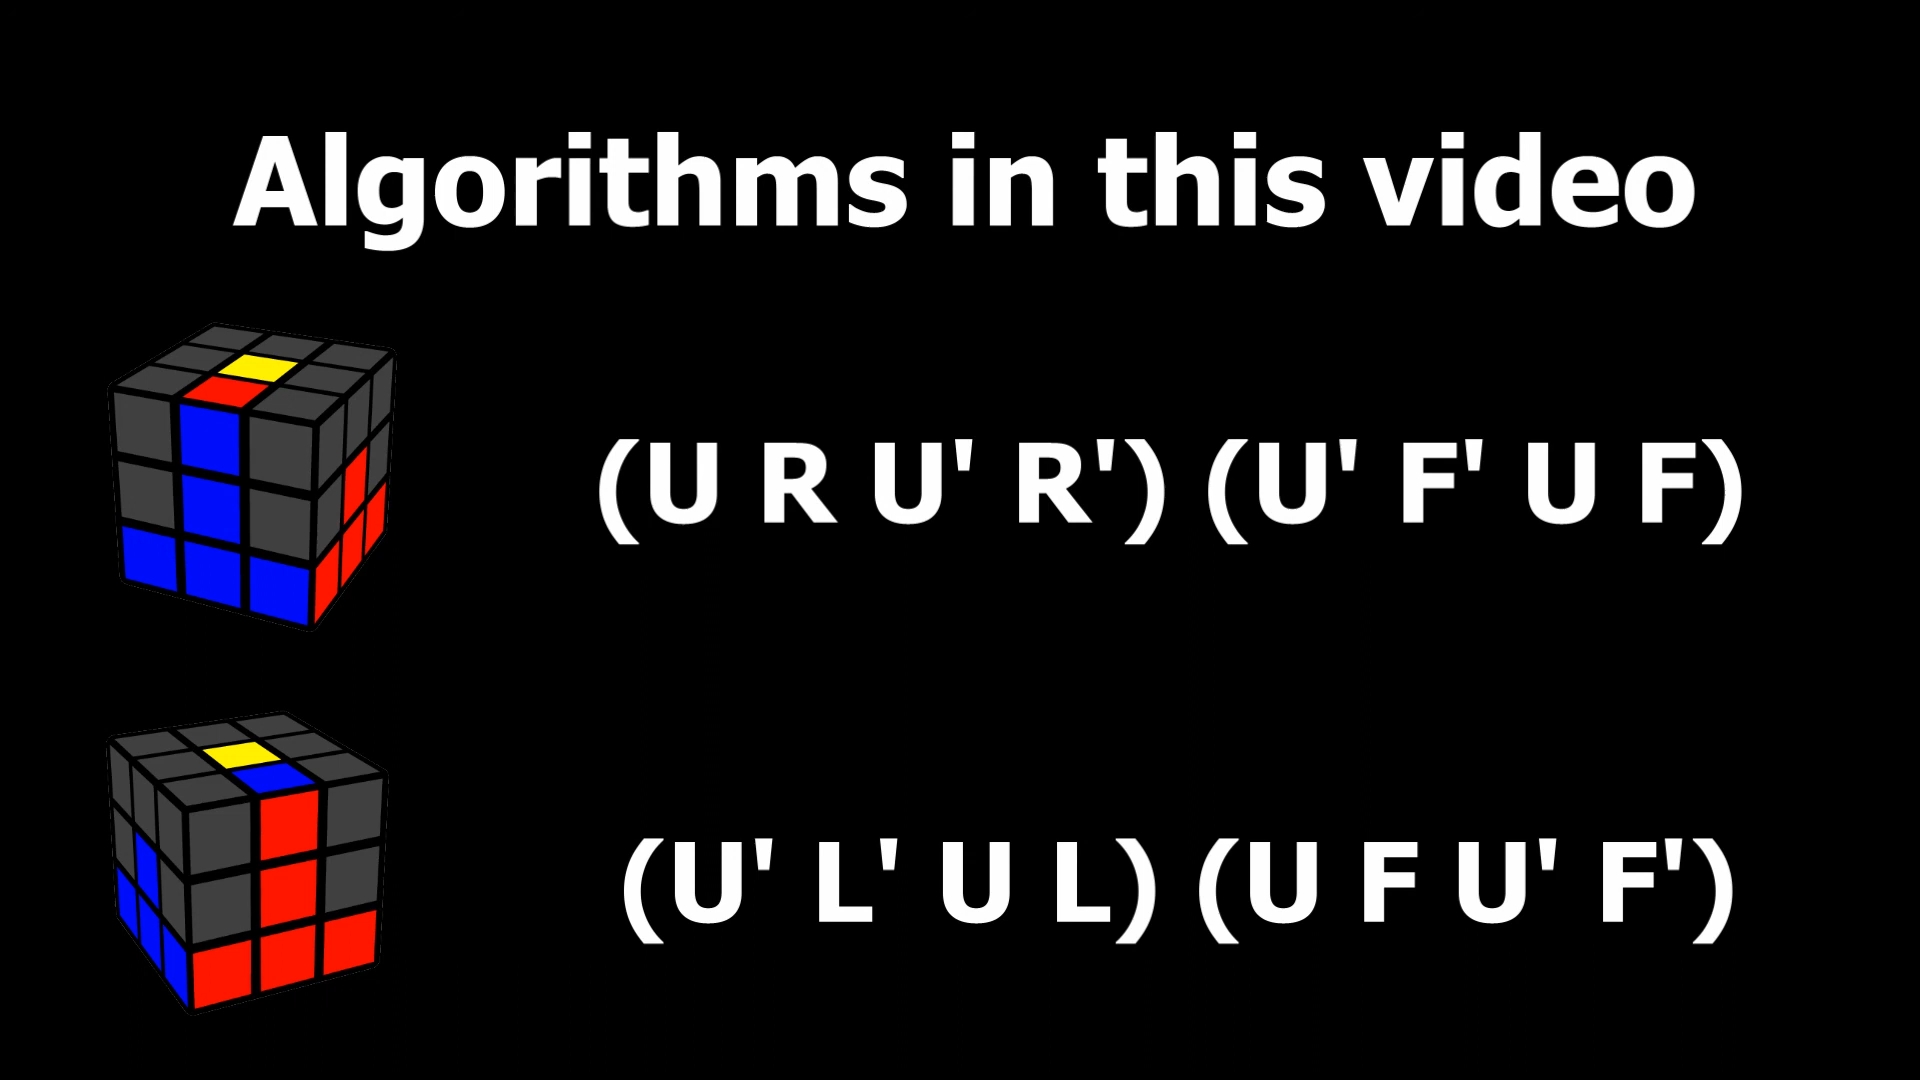 Algorithms in this video
(U R U' R') (U' F' U F)
(U' L' U L) (U F U' F')